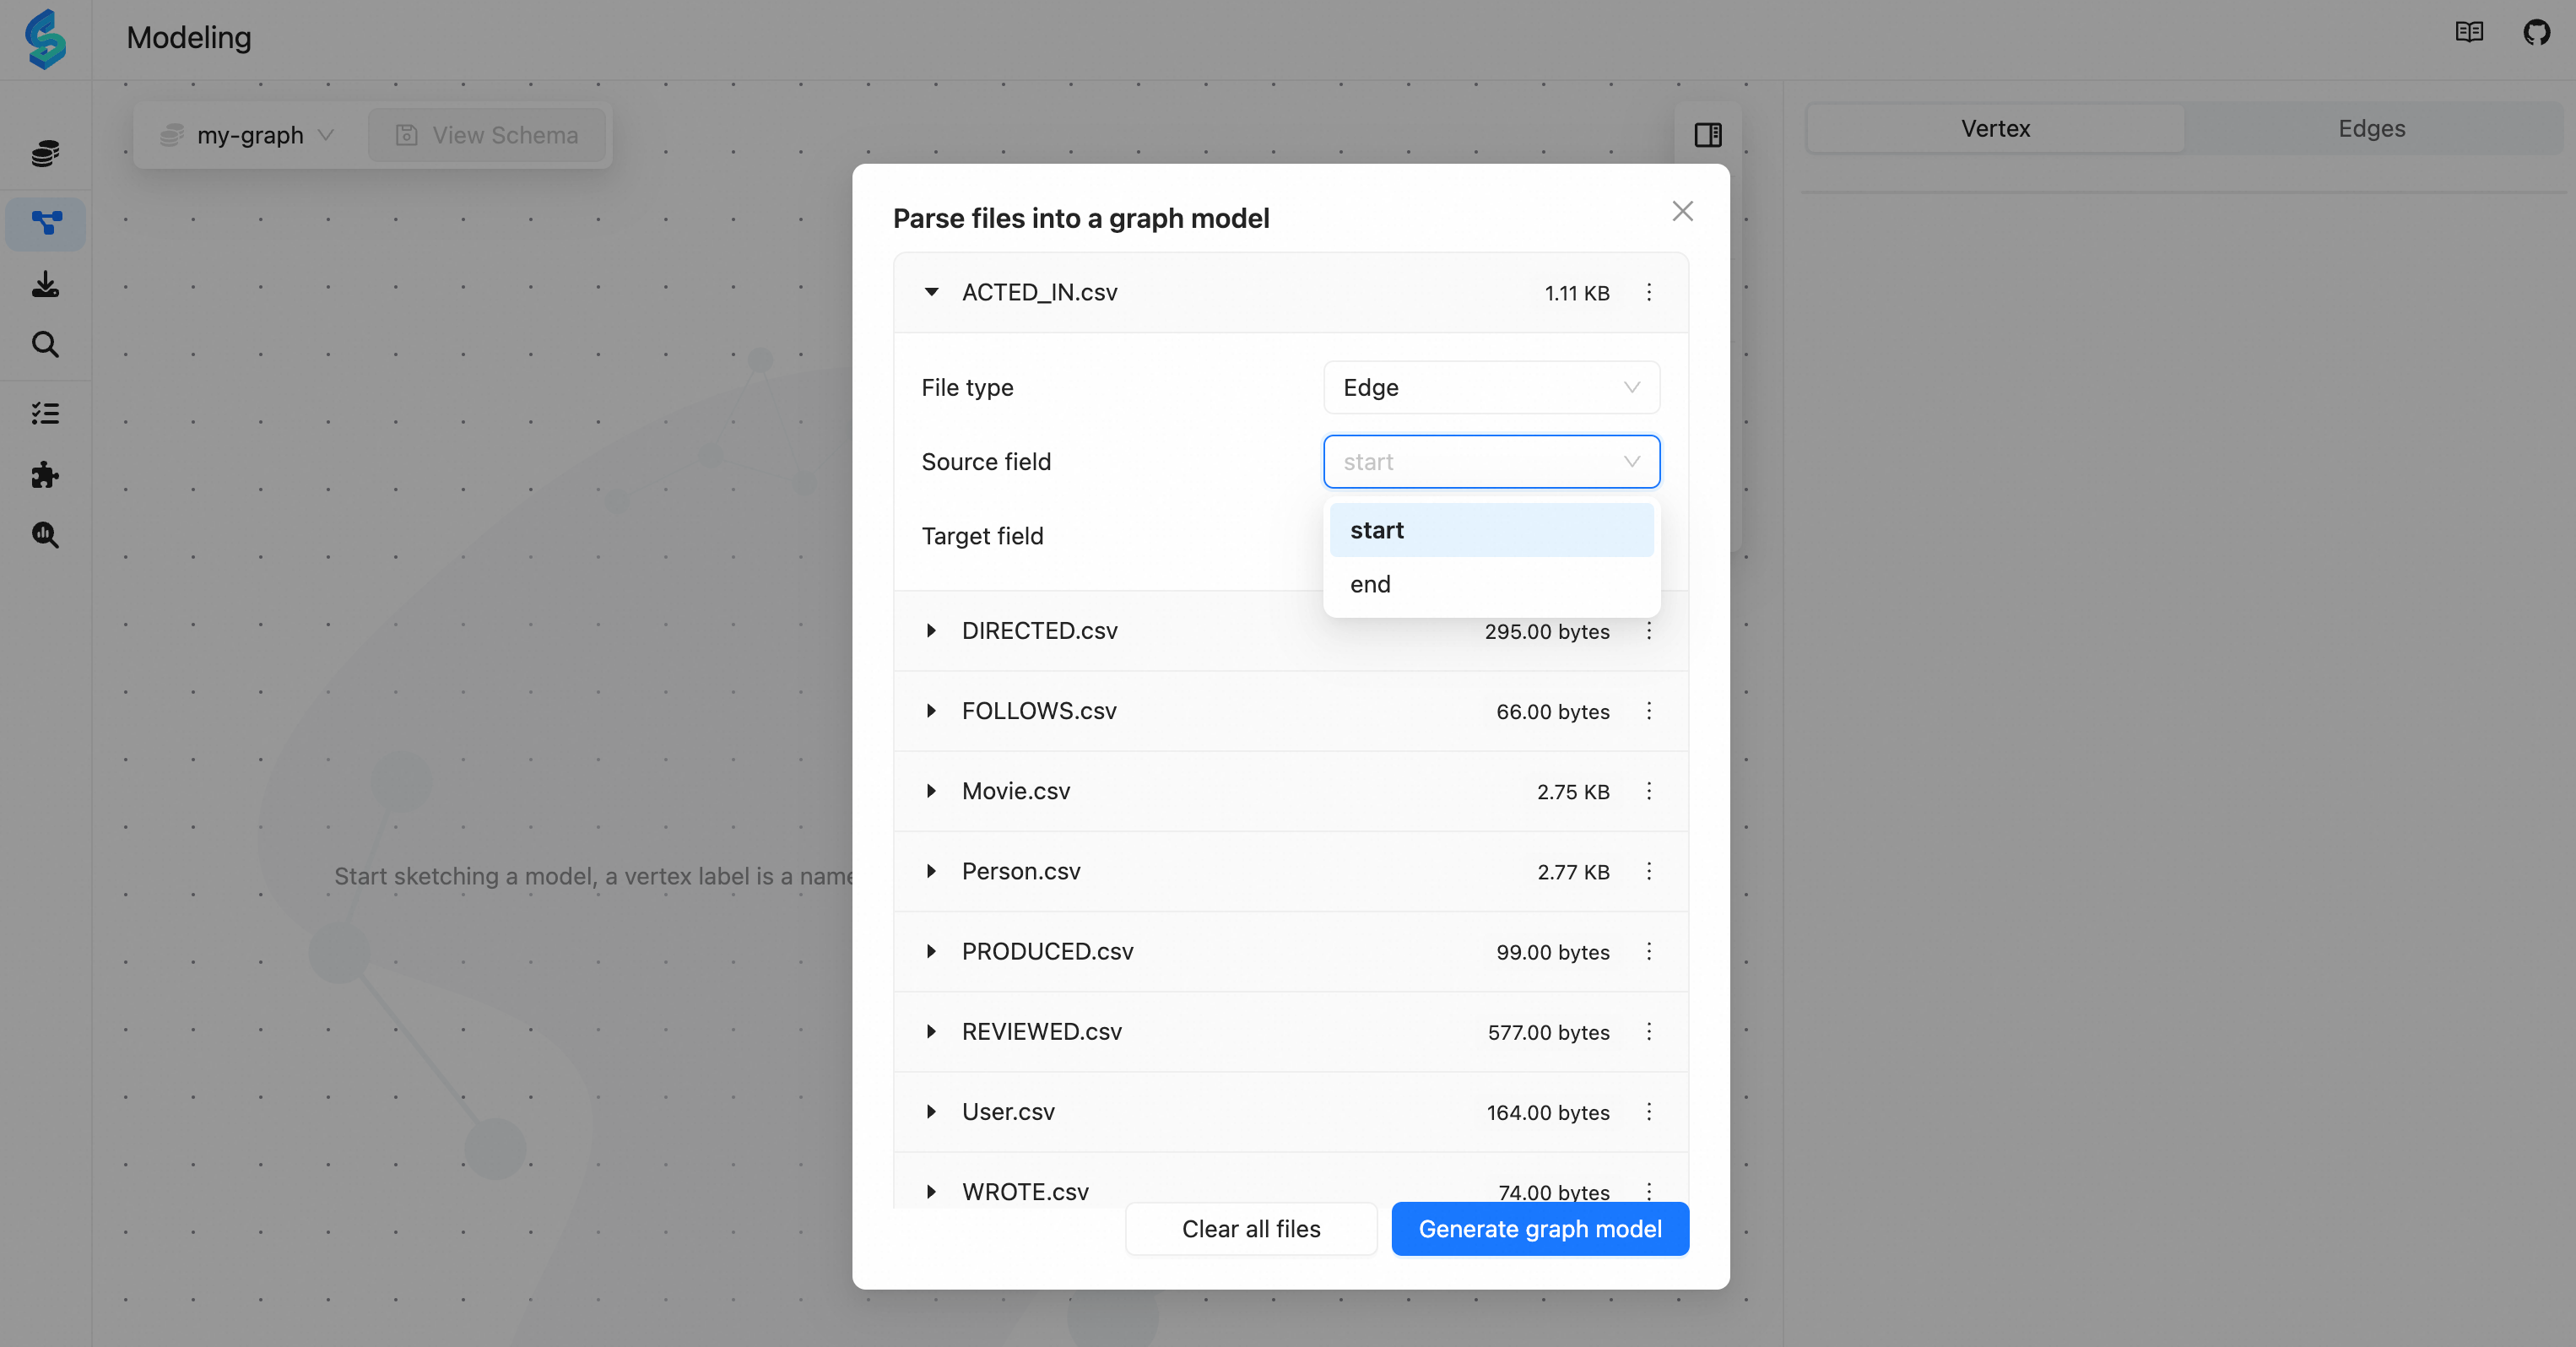 Modeling
my-graph
View Schema
Vertex
Edges
Parse files into a graph model
ACTED_IN.csv
1.11 KB
File type
Edge
Source field
start
start
Target field
end
DIRECTED.csv
295.00 bytes
FOLLOWS.csv
66.00 bytes
Movie.csv
2.75 KB
Start sketching a model, a vertex label is a name
Person.csv
2.77 KB
PRODUCED.csv
99.00 bytes
REVIEWED.csv
577.00 bytes
User.csv
164.00 bytes
WROTE.csv
74.00 bytes
Clear all files
Generate graph model